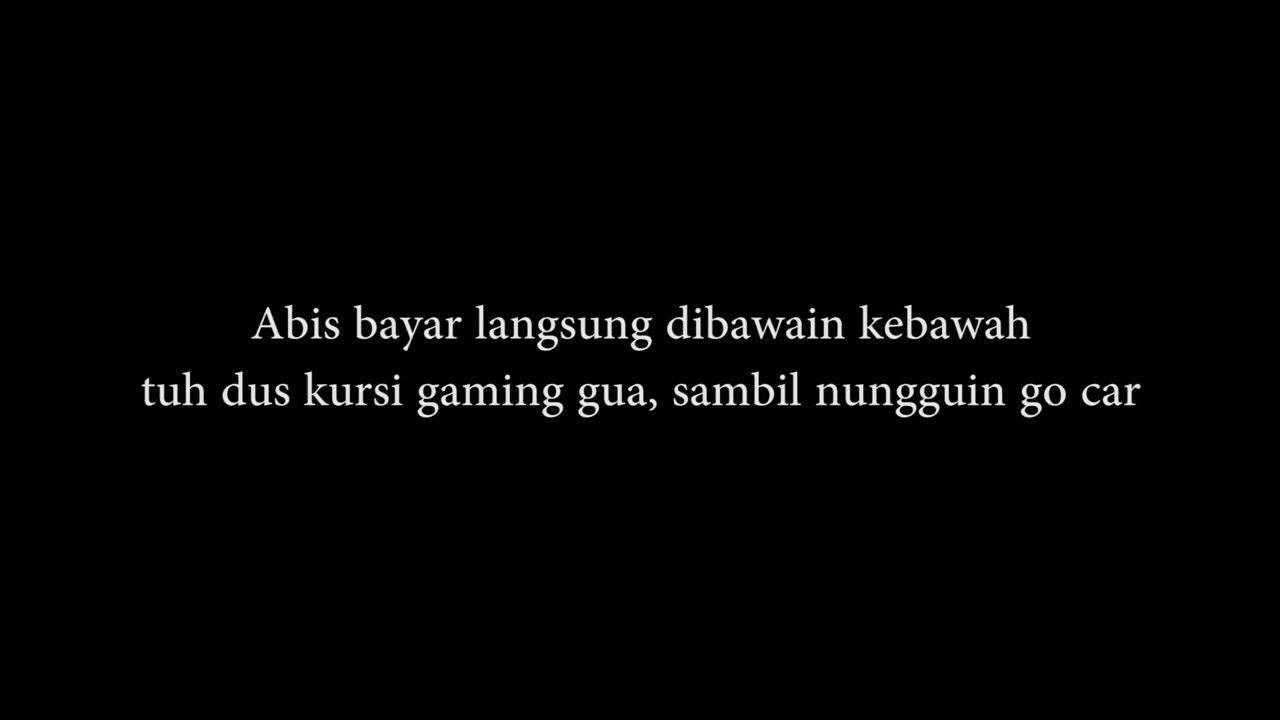 Abis bayar langsung dibawain kebawah
tuh dus kursi gaming gua, sambil nungguin go car